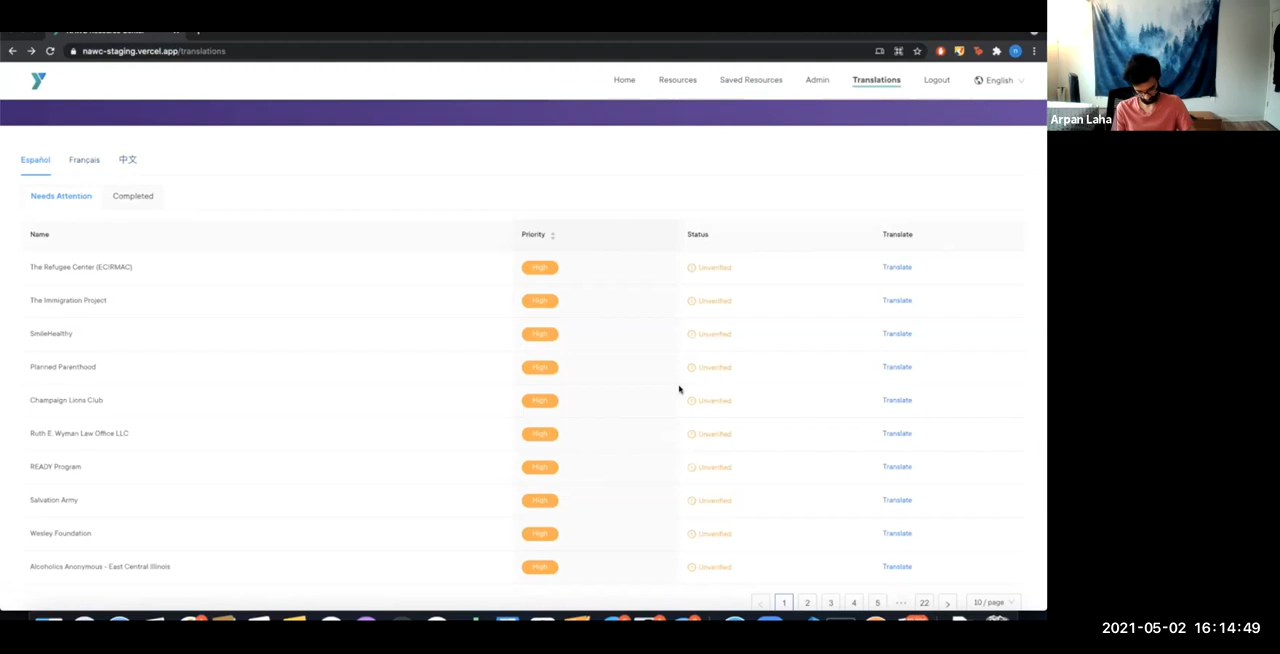 nawc-staging.vercel.app/translations
Home Resources Saved Resources Admin Translations Logout English
Arpan Laha
Español Français 中文
Needs Attention Completed
Name Priority Status Translate
The Refugee Center (ECIRMAC) High Unverified Translate
The Immigration Project High Unverified Translate
SmileHealthy High Unverified Translate
Planned Parenthood High Unverified Translate
Champaign Lions Club High Unverified Translate
Ruth E. Wyman Law Office LLC High Unverified Translate
READY Program High Unverified Translate
Salvation Army High Unverified Translate
Wesley Foundation High Unverified Translate
Alcoholics Anonymous - East Central Illinois High Unverified Translate
< 1 2 3 4 5 ••• 22 > 10 / page
2021-05-02 16:14:49